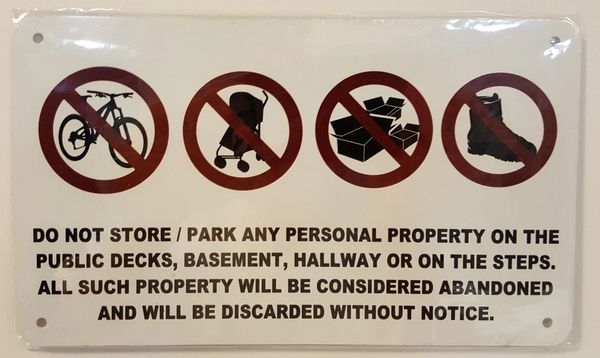 DO NOT STORE / PARK ANY PERSONAL PROPERTY ON THE
PUBLIC DECKS, BASEMENT, HALLWAY OR ON THE STEPS.
ALL SUCH PROPERTY WILL BE CONSIDERED ABANDONED
AND WILL BE DISCARDED WITHOUT NOTICE.